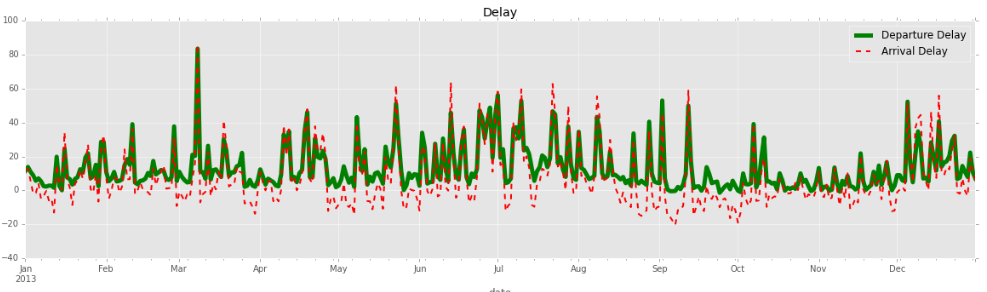 Delay
100
80
60
40
20
0
−20
−40
Departure Delay
Arrival Delay
Jan Feb Mar Apr May Jun Jul Aug Sep Oct Nov Dec
2013
date